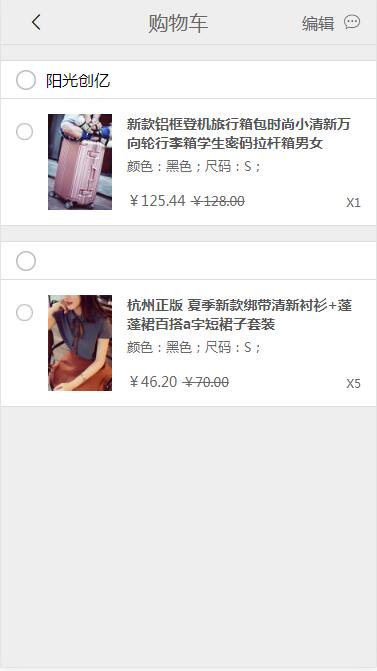 购物车
编辑
阳光创亿
新款铝框登机旅行箱包时尚小清新万
向轮行李箱学生密码拉杆箱男女
颜色：黑色；尺码：S；
￥125.44 ￥128.00
X1
杭州正版 夏季新款绑带清新衬衫+蓬
蓬裙百搭a字短裙子套装
颜色：黑色；尺码：S；
￥46.20 ￥70.00
X5